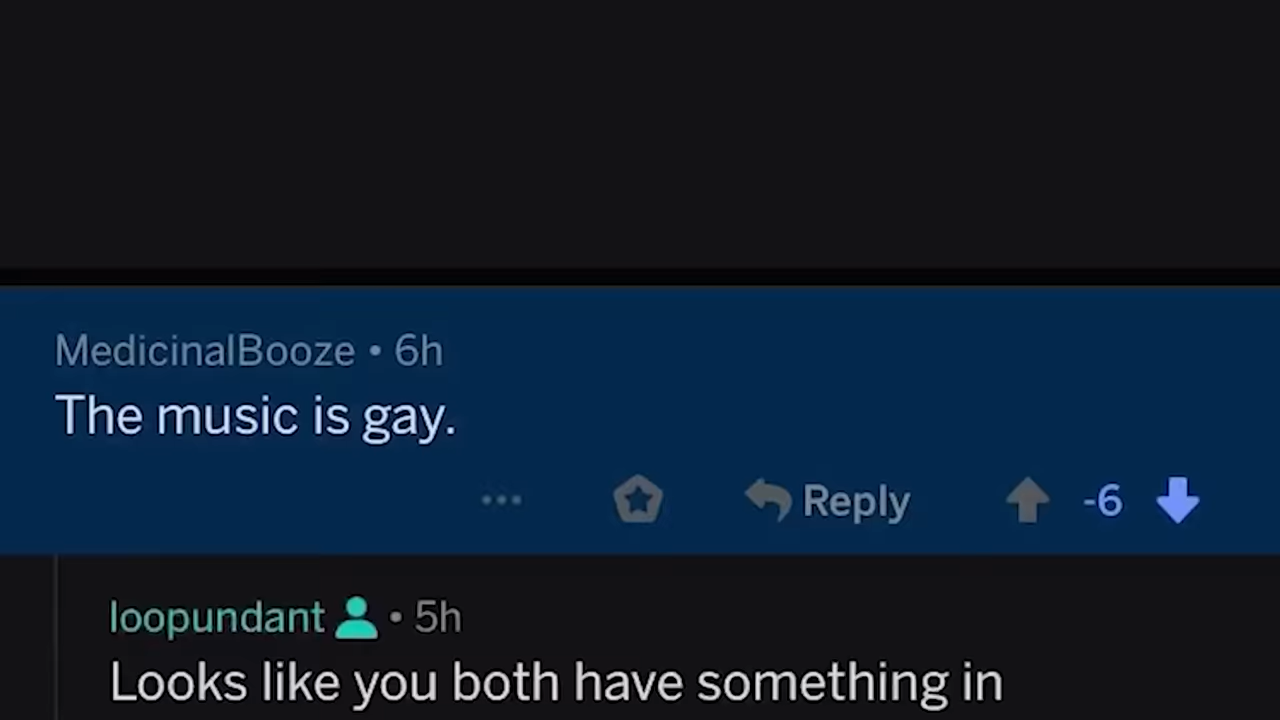 MedicinalBooze • 6h
The music is gay.
Reply -6
loopundant • 5h
Looks like you both have something in